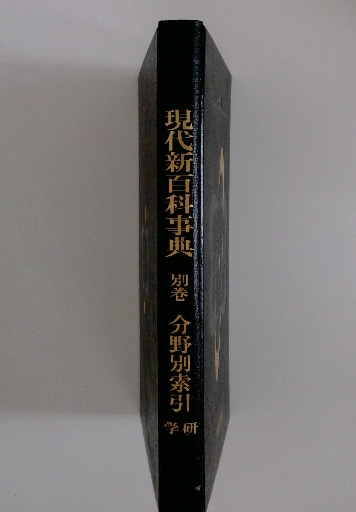 現代新百科事典
別巻
分野別索引
学研